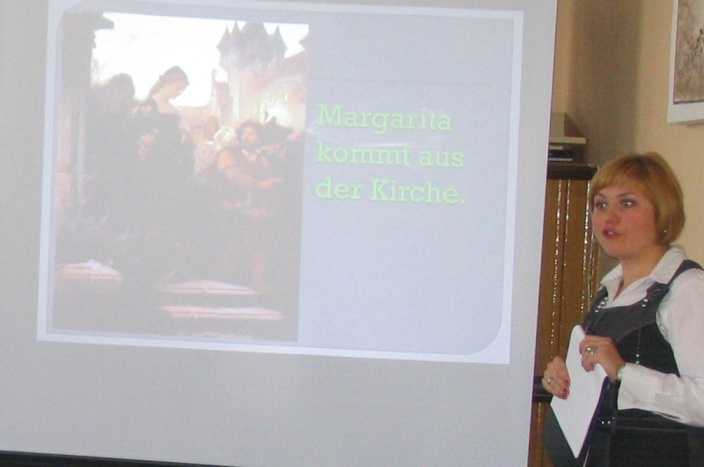 Margarita
kommt aus
der Kirche.